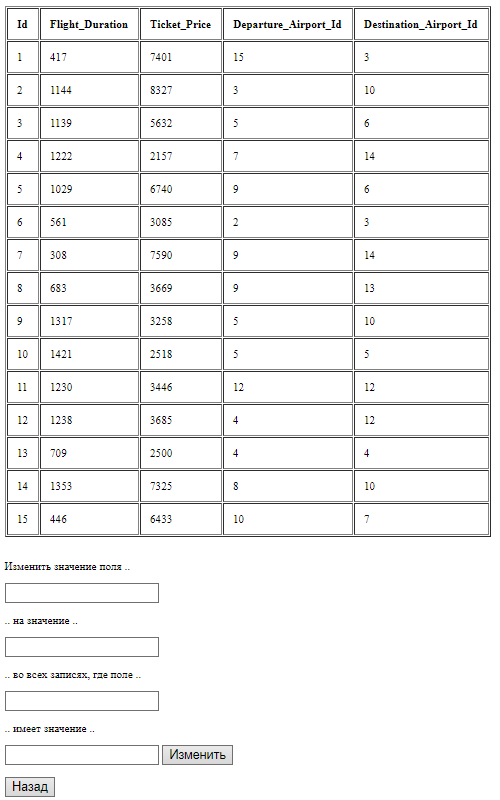 Id Flight_Duration Ticket_Price Departure_Airport_Id Destination_Airport_Id
1 417 7401 15 3
2 1144 8327 3 10
3 1139 5632 5 6
4 1222 2157 7 14
5 1029 6740 9 6
6 561 3085 2 3
7 308 7590 9 14
8 683 3669 9 13
9 1317 3258 5 10
10 1421 2518 5 5
11 1230 3446 12 12
12 1238 3685 4 12
13 709 2500 4 4
14 1353 7325 8 10
15 446 6433 10 7
Изменить значение поля ..
.. на значение ..
.. во всех записях, где поле ..
.. имеет значение ..
Изменить
Назад